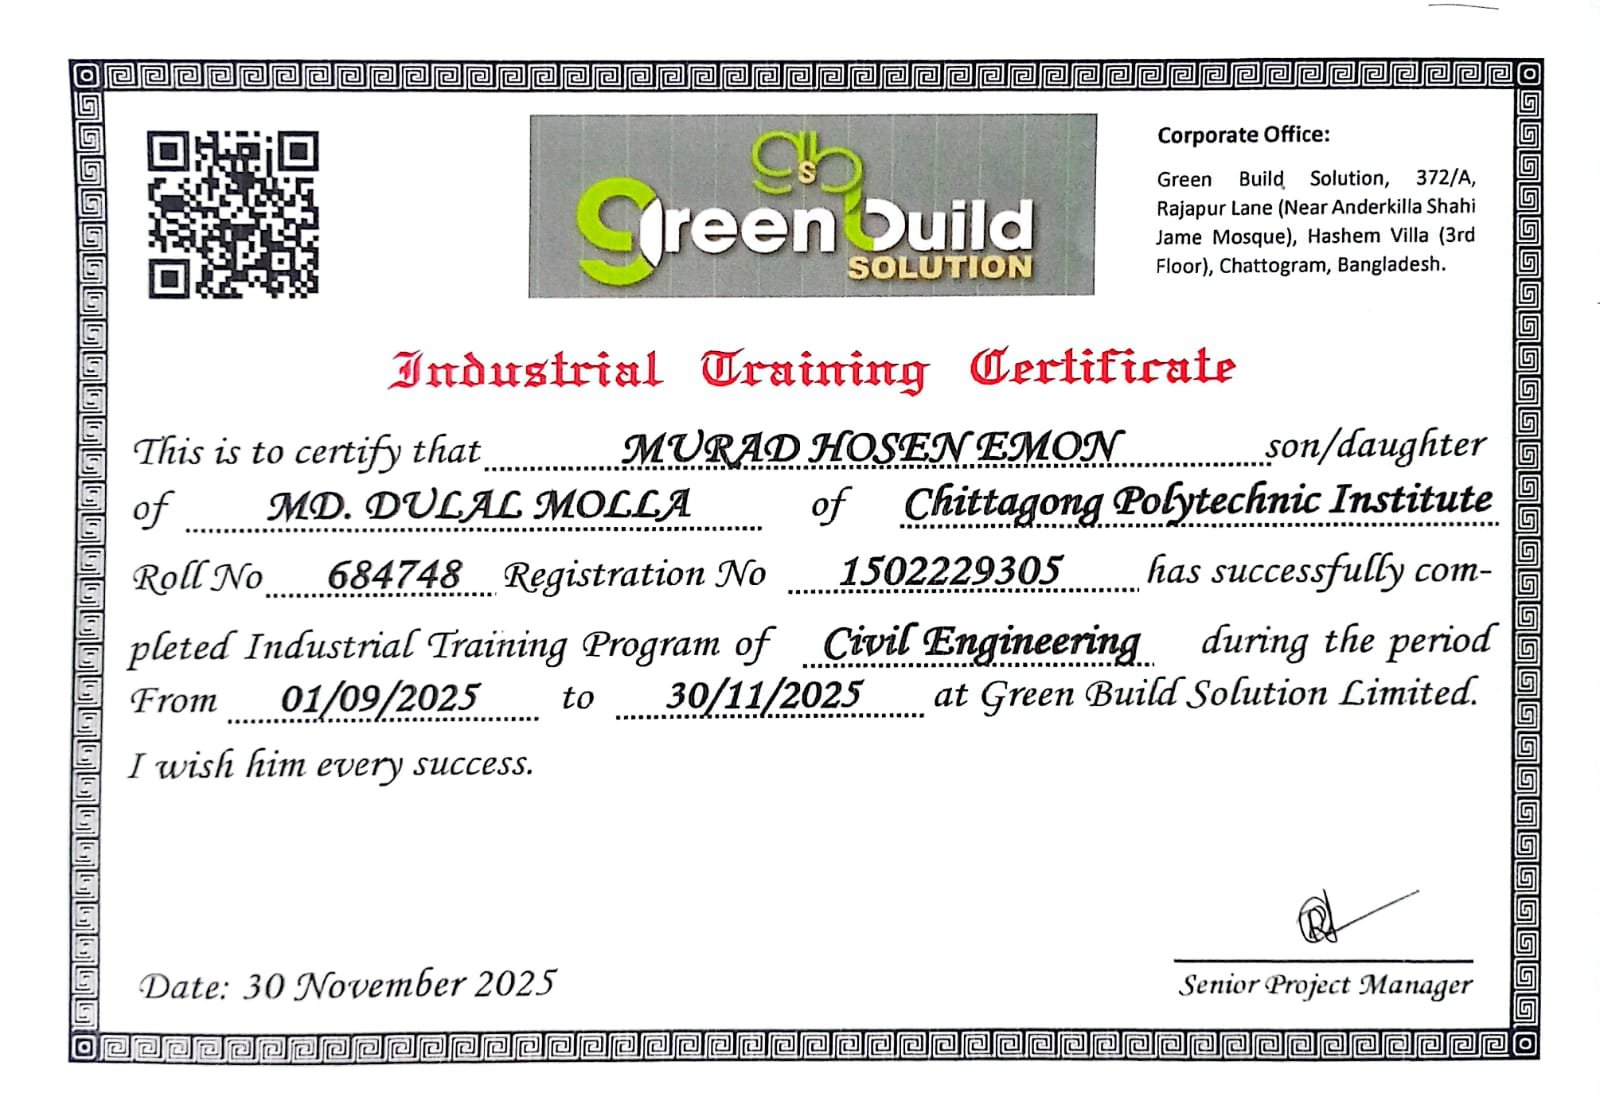 gsb
green build
SOLUTION
Corporate Office:
Green Build Solution, 372/A,
Rajapur Lane (Near Anderkilla Shahi
Jame Mosque), Hashem Villa (3rd
Floor), Chattogram, Bangladesh.
Industrial Training Certificate
This is to certify that MURAD HOSEN EMON son/daughter
of MD. DULAL MOLLA of Chittagong Polytechnic Institute
Roll No 684748 Registration No 1502229305 has successfully com-
pleted Industrial Training Program of Civil Engineering during the period
From 01/09/2025 to 30/11/2025 at Green Build Solution Limited.
I wish him every success.
Date: 30 November 2025
Senior Project Manager